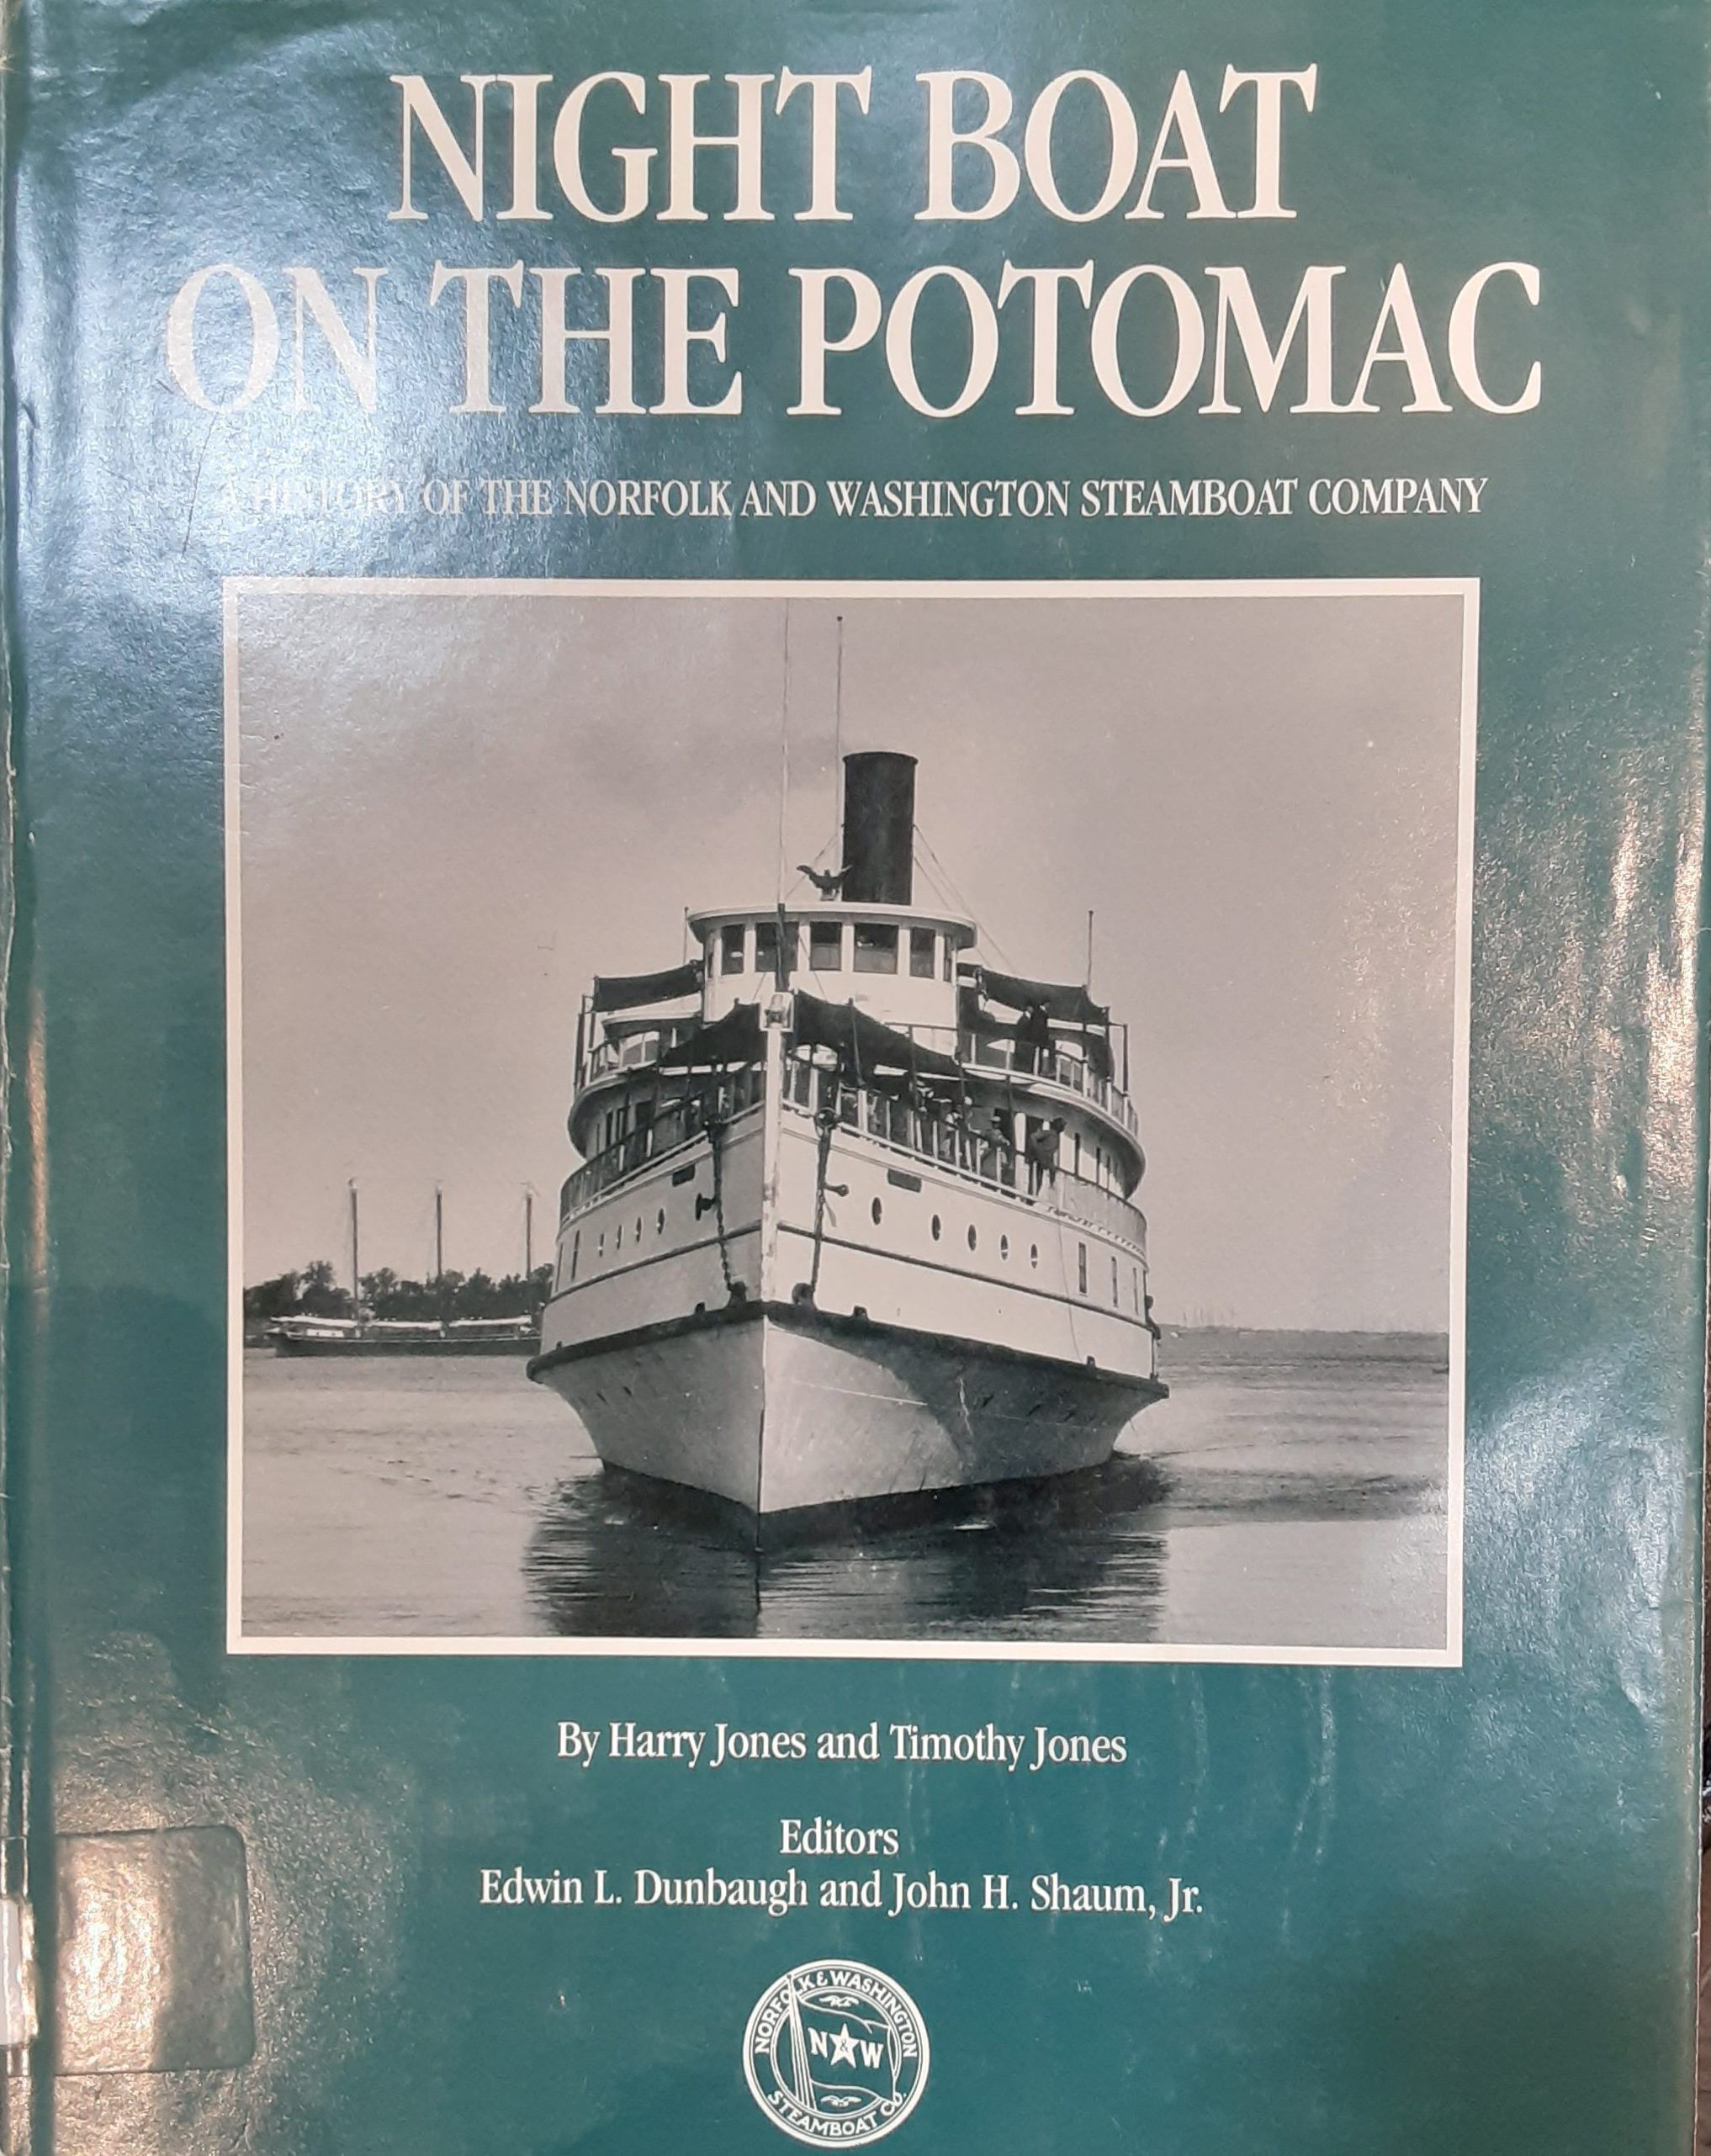 NIGHT BOAT
ON THE POTOMAC
A HISTORY OF THE NORFOLK AND WASHINGTON STEAMBOAT COMPANY
By Harry Jones and Timothy Jones
Editors
Edwin L. Dunbaugh and John H. Shaum, Jr.
NORFOLK & WASHINGTON
N & W
STEAMBOAT CO.